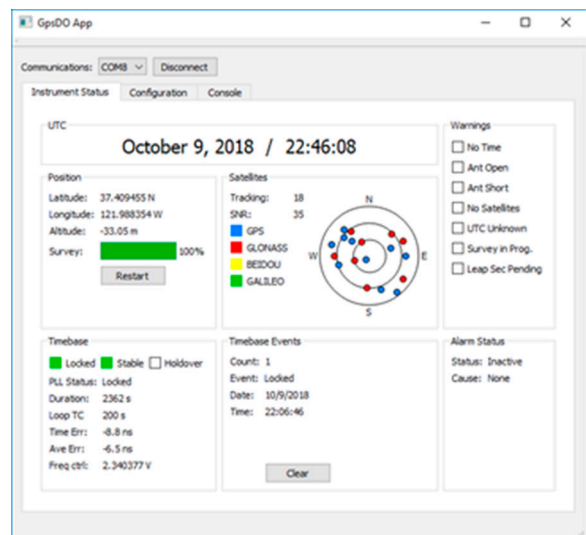 GpsDO App
Communications: COM8 Disconnect
Instrument Status Configuration Console
UTC
October 9, 2018 / 22:46:08
Position
Latitude: 37.409455 N
Longitude: 121.988354 W
Altitude: -33.05 m
Survey: 100%
Restart
Satellites
Tracking: 18
SNR: 35
GPS
GLONASS
BEIDOU
GALILEO
N
W E
S
Warnings
No Time
Ant Open
Ant Short
No Satellites
UTC Unknown
Survey in Prog.
Leap Sec Pending
Timebase
Locked Stable Holdover
PLL Status: Locked
Duration: 2362 s
Loop TC 200 s
Time Err: -8.8 ns
Ave Err: -6.5 ns
Freq ctrl: 2.340377 V
Timebase Events
Count: 1
Event: Locked
Date: 10/9/2018
Time: 22:06:46
Clear
Alarm Status
Status: Inactive
Cause: None